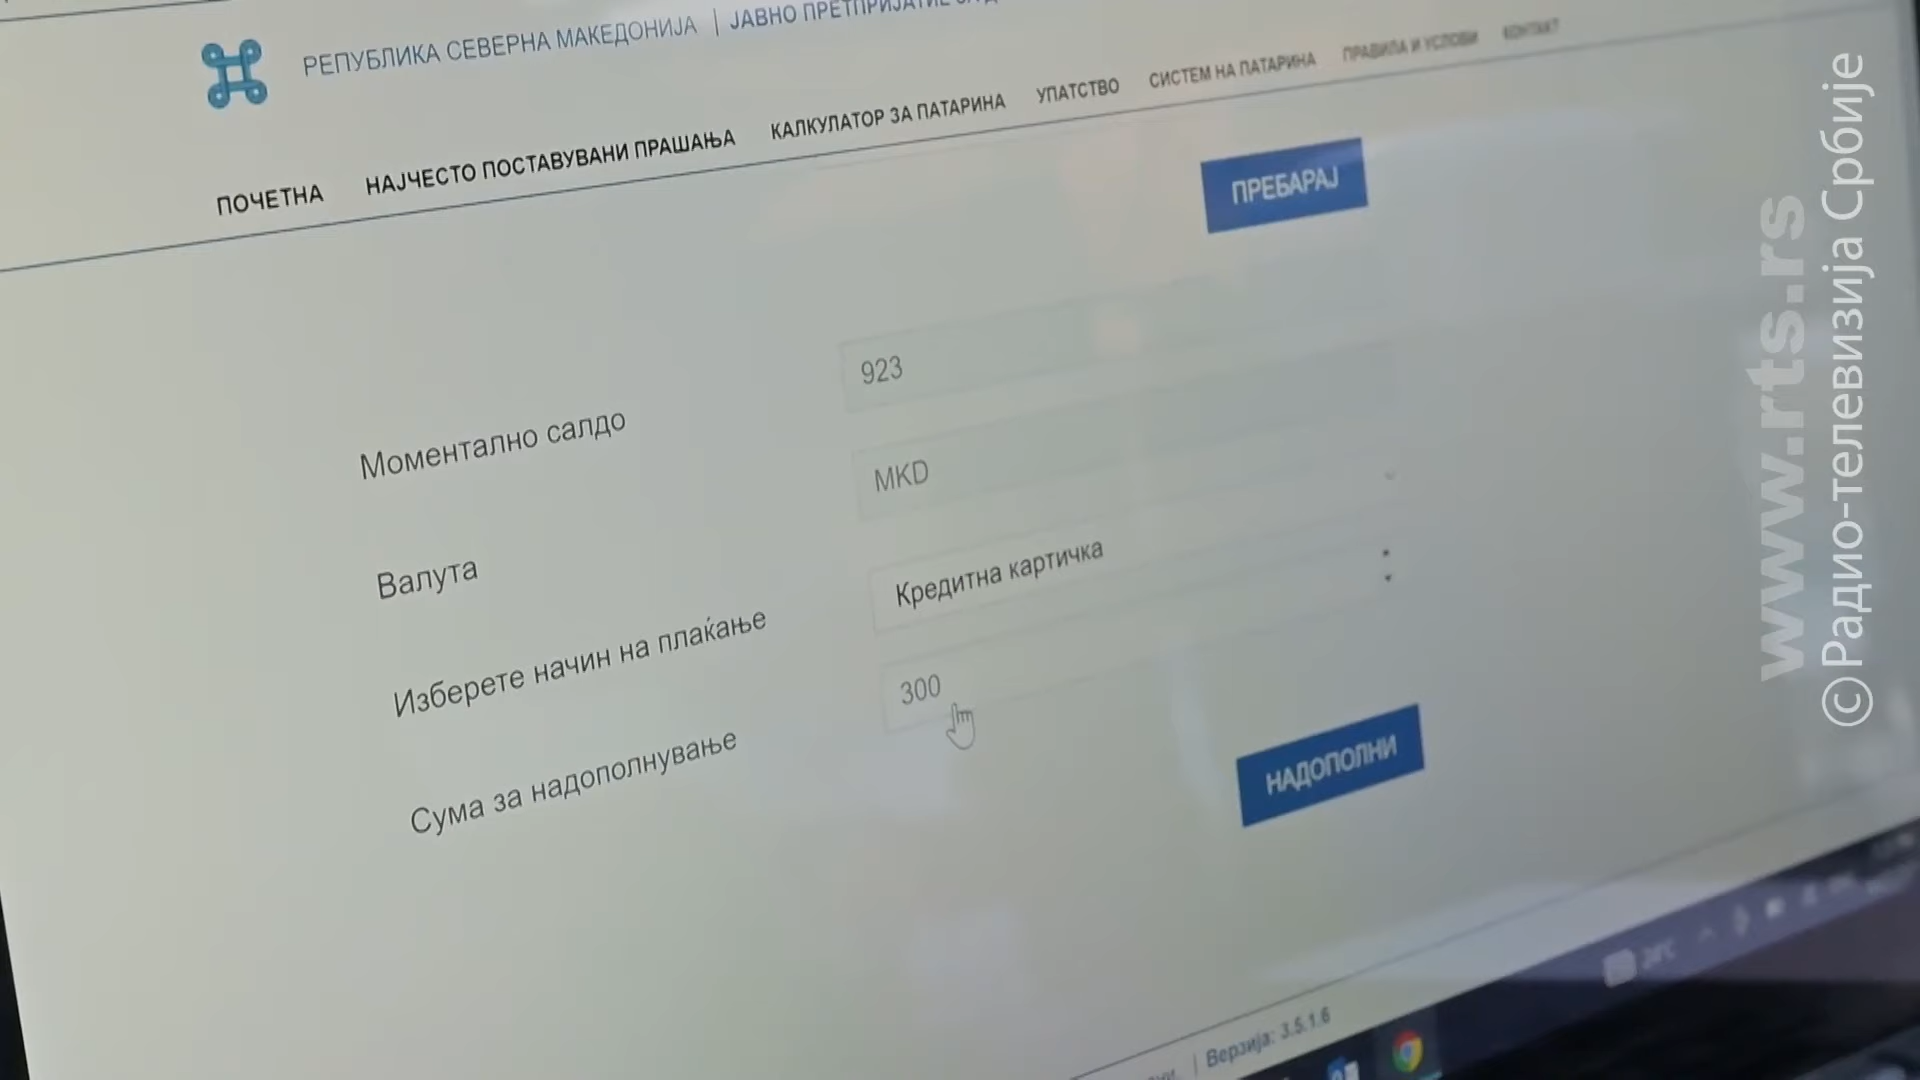 РЕПУБЛИКА СЕВЕРНА МАКЕДОНИЈА | ЈАВНО ПРЕТПРИЈАТИЕ ЗА
ПОЧЕТНА НАЈЧЕСТО ПОСТАВУВАНИ ПРАШАЊА КАЛКУЛАТОР ЗА ПАТАРИНА УПАТСТВО СИСТЕМ НА ПАТАРИНА ПРАВИЛА И УСЛОВИ КОНТАКТ
ПРЕБАРАЈ
Моментално салдо 923
Валута MKD
Изберете начин на плаќање Кредитна картичка
Сума за надополнување 300
НАДОПОЛНИ
| Верзија: 3.5.1.6
www.rts.rs
© Радио-телевизија Србије